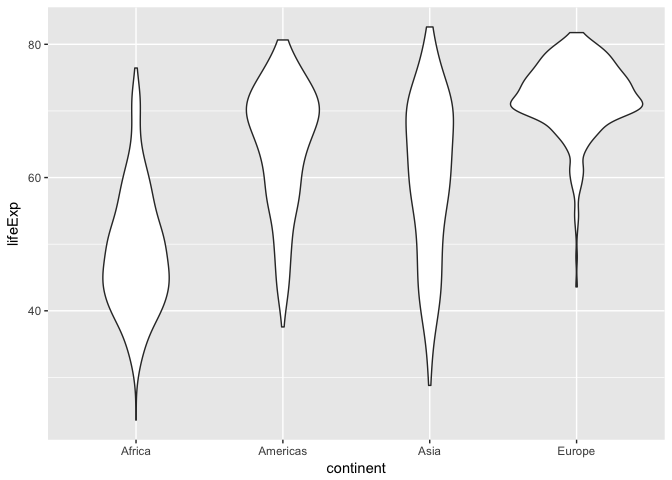 80
60
40
lifeExp
Africa
Americas
Asia
Europe
continent